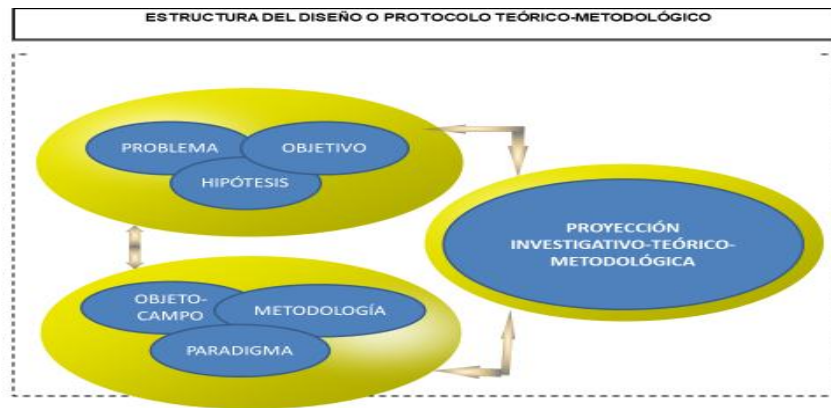 ESTRUCTURA DEL DISEÑO O PROTOCOLO TEÓRICO-METODOLÓGICO
PROBLEMA
OBJETIVO
HIPÓTESIS
PROYECCIÓN
INVESTIGATIVO-TEÓRICO-
METODOLÓGICA
OBJETO-
CAMPO
METODOLOGÍA
PARADIGMA